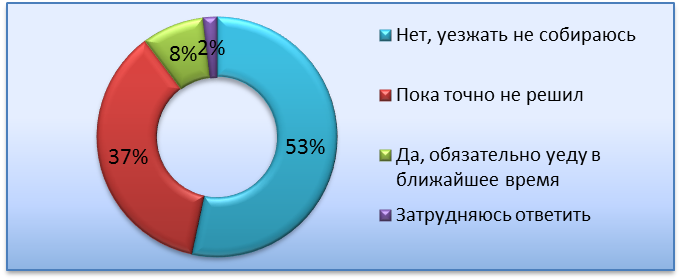 Нет, уезжать не собираюсь
8%
2%
53%
37%
Пока точно не решил
Да, обязательно уеду в
ближайшее время
Затрудняюсь ответить